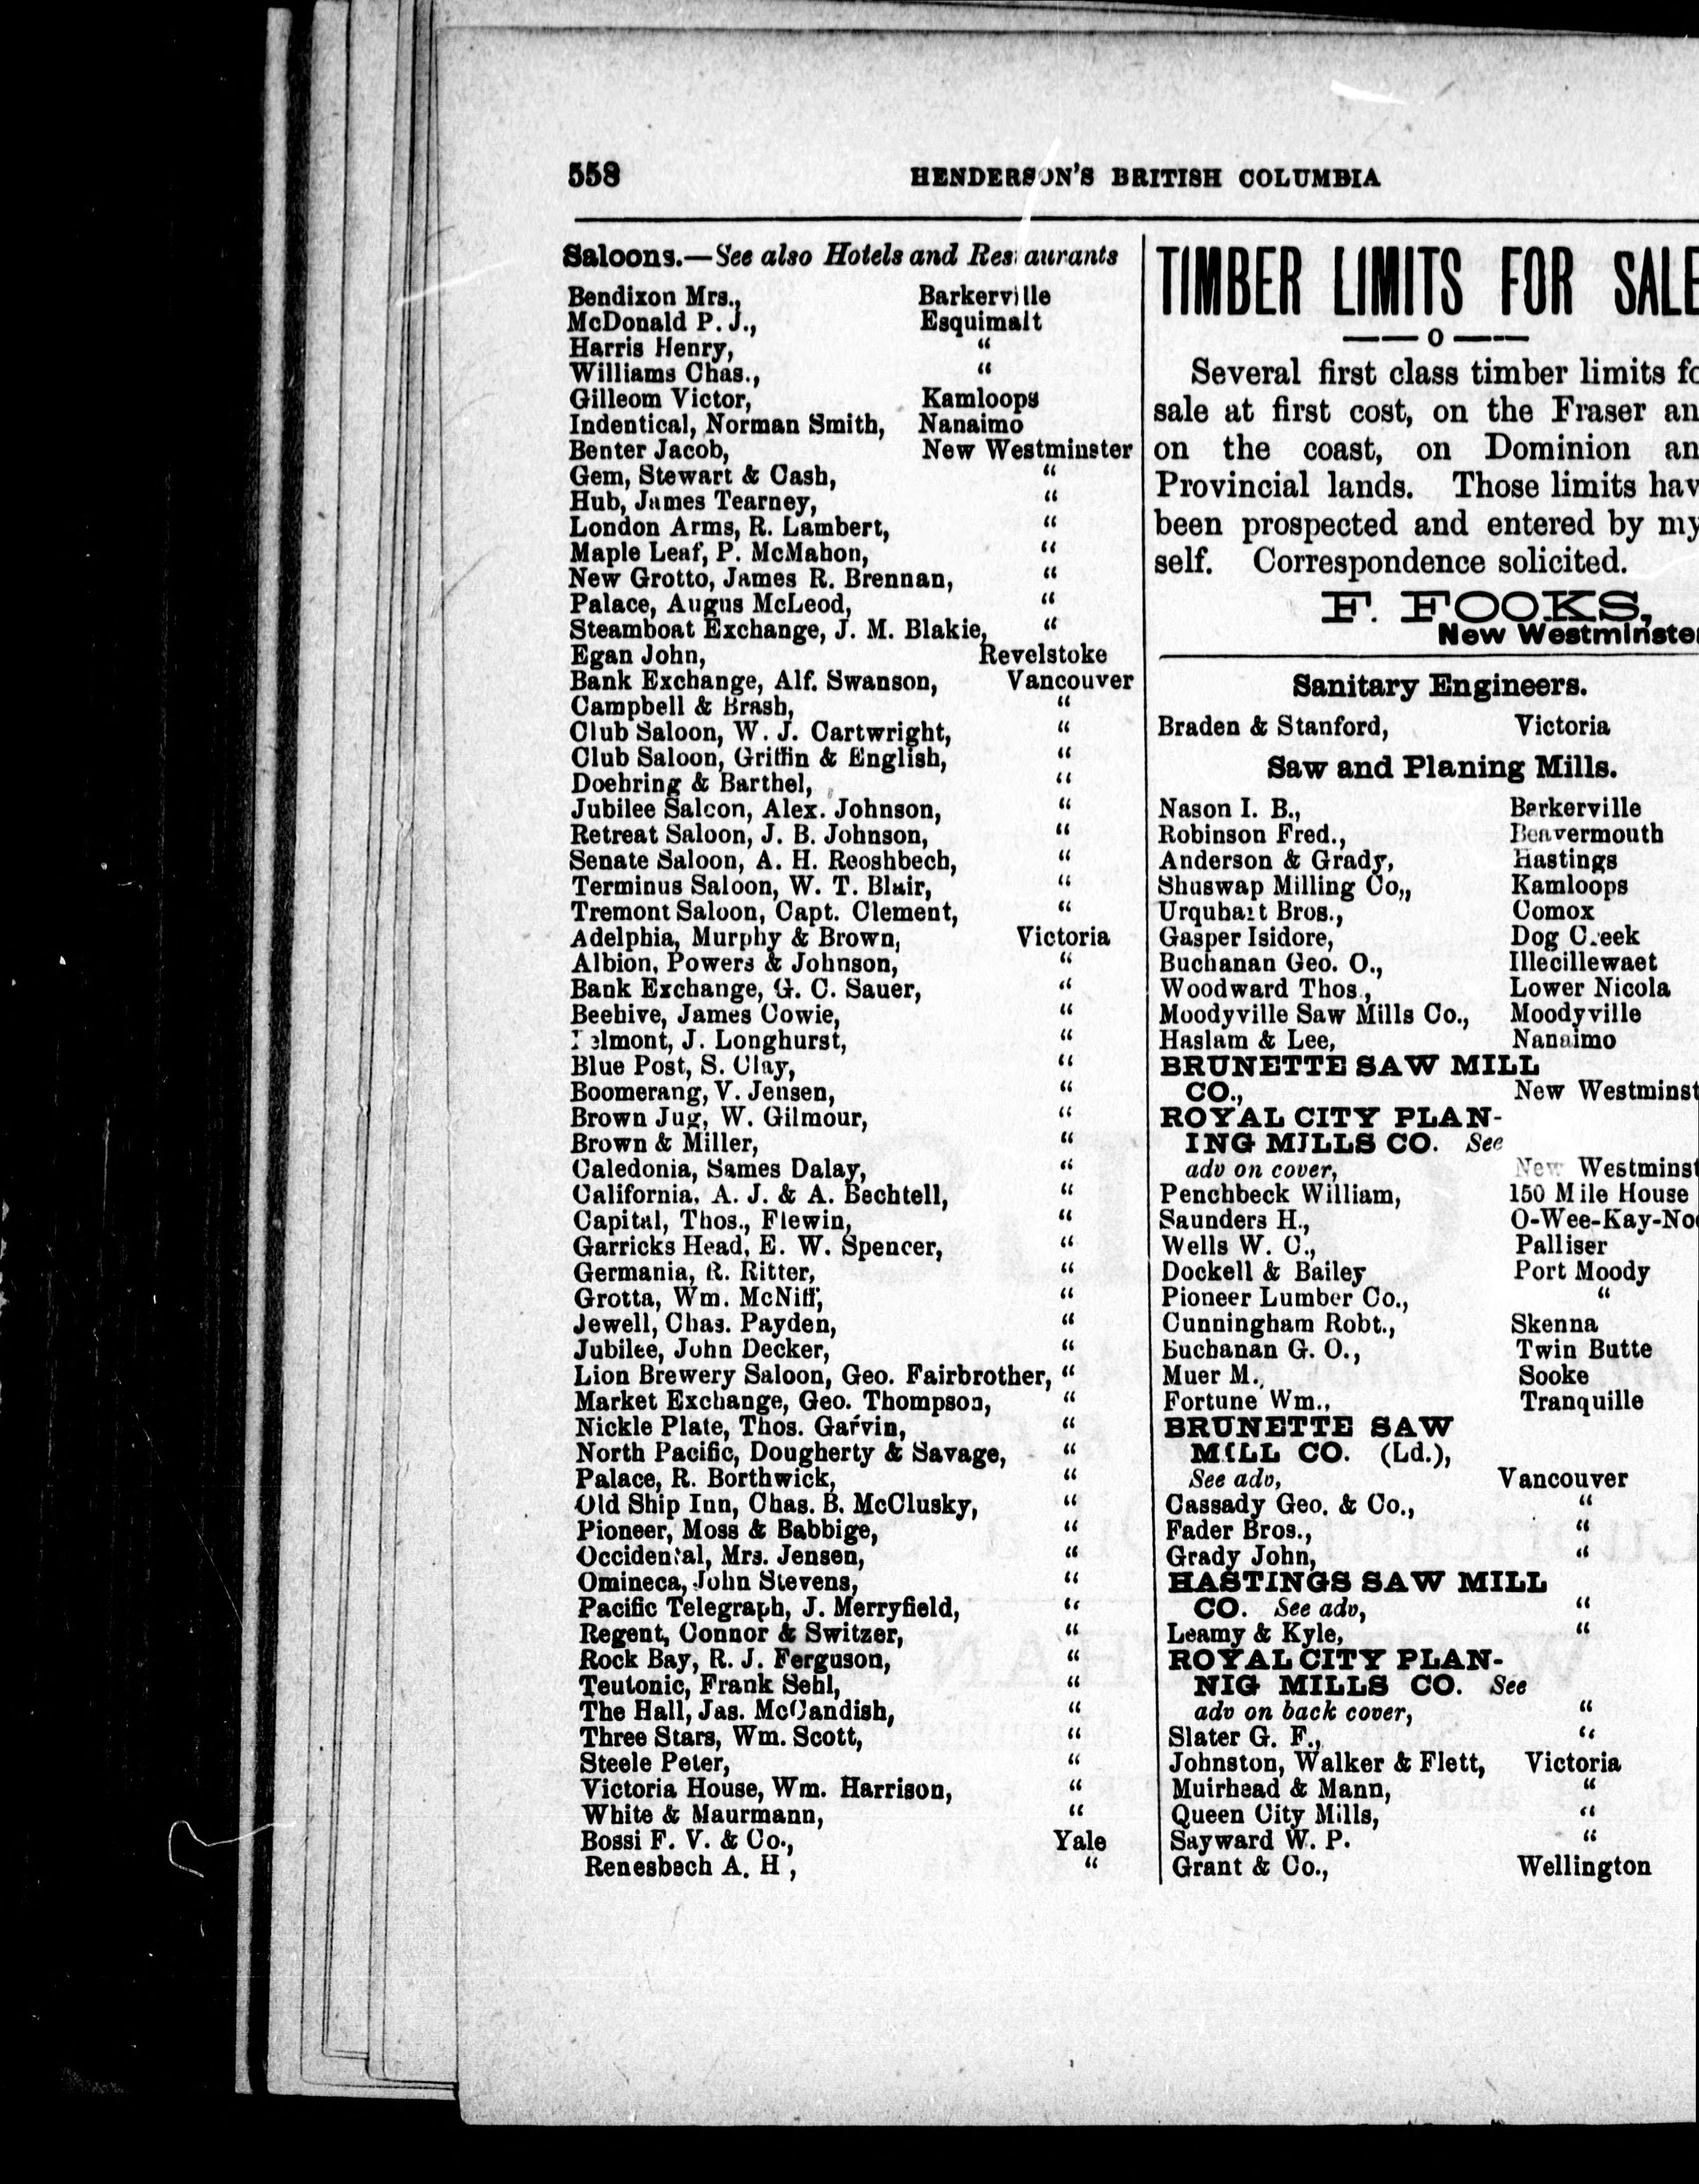 558
HENDERSON'S BRITISH COLUMBIA
Saloons.—See also Hotels and Restaurants
Bendixon Mrs., Barkerville
McDonald P. J., Esquimalt
Harris Henry, "
Williams Chas., "
Gilleom Victor, Kamloops
Indentical, Norman Smith, Nanaimo
Benter Jacob, New Westminster
Gem, Stewart & Cash, "
Hub, James Tearney, "
London Arms, R. Lambert, "
Maple Leaf, P. McMahon, "
New Grotto, James R. Brennan, "
Palace, Augus McLeod, "
Steamboat Exchange, J. M. Blakie, "
Egan John, Revelstoke
Bank Exchange, Alf. Swanson, Vancouver
Campbell & Brash, "
Club Saloon, W. J. Cartwright, "
Club Saloon, Griffin & English, "
Doehring & Barthel, "
Jubilee Saloon, Alex. Johnson, "
Retreat Saloon, J. B. Johnson, "
Senate Saloon, A. H. Reoshbech, "
Terminus Saloon, W. T. Blair, "
Tremont Saloon, Capt. Clement, "
Adelphia, Murphy & Brown, Victoria
Albion, Powers & Johnson, "
Bank Exchange, G. C. Sauer, "
Beehive, James Cowie, "
Belmont, J. Longhurst, "
Blue Post, S. Clay, "
Boomerang, V. Jensen, "
Brown Jug, W. Gilmour, "
Brown & Miller, "
Caledonia, Sames Dalay, "
California, A. J. & A. Bechtell, "
Capital, Thos., Flewin, "
Garricks Head, E. W. Spencer, "
Germania, R. Ritter, "
Grotta, Wm. McNiff, "
Jewell, Chas. Payden, "
Jubilee, John Decker, "
Lion Brewery Saloon, Geo. Fairbrother, "
Market Exchange, Geo. Thompson, "
Nickle Plate, Thos. Garvin, "
North Pacific, Dougherty & Savage, "
Palace, R. Borthwick, "
Old Ship Inn, Chas. B. McClusky, "
Pioneer, Moss & Babbige, "
Occidental, Mrs. Jensen, "
Omineca, John Stevens, "
Pacific Telegraph, J. Merryfield, "
Regent, Connor & Switzer, "
Rock Bay, R. J. Ferguson, "
Teutonic, Frank Sehl, "
The Hall, Jas. McCandish, "
Three Stars, Wm. Scott, "
Steele Peter, "
Victoria House, Wm. Harrison, "
White & Maurmann, "
Bossi F. V. & Co., Yale
Renesbech A. H , "
TIMBER LIMITS FOR SALE
——o——
Several first class timber limits fo
sale at first cost, on the Fraser an
on the coast, on Dominion an
Provincial lands. Those limits hav
been prospected and entered by my
self. Correspondence solicited.
F. FOOKS,
New Westminster
Sanitary Engineers.
Braden & Stanford, Victoria
Saw and Planing Mills.
Nason I. B., Barkerville
Robinson Fred., Beavermouth
Anderson & Grady, Hastings
Shuswap Milling Co,, Kamloops
Urquhart Bros., Comox
Gasper Isidore, Dog Creek
Buchanan Geo. O., Illecillewaet
Woodward Thos., Lower Nicola
Moodyville Saw Mills Co., Moodyville
Haslam & Lee, Nanaimo
BRUNETTE SAW MILL
CO., New Westminst
ROYAL CITY PLAN-
ING MILLS CO. See
adv on cover, New Westminst
Penchbeck William, 150 Mile House
Saunders H., O-Wee-Kay-No
Wells W. C., Palliser
Dockell & Bailey Port Moody
Pioneer Lumber Co., "
Cunningham Robt., Skenna
Buchanan G. O., Twin Butte
Muer M., Sooke
Fortune Wm., Tranquille
BRUNETTE SAW
MILL CO. (Ld.),
See adv, Vancouver
Cassady Geo. & Co., "
Fader Bros., "
Grady John, "
HASTINGS SAW MILL
CO. See adv, "
Leamy & Kyle, "
ROYAL CITY PLAN-
NIG MILLS CO. See
adv on back cover, "
Slater G. F., "
Johnston, Walker & Flett, Victoria
Muirhead & Mann, "
Queen City Mills, "
Sayward W. P. "
Grant & Co., Wellington